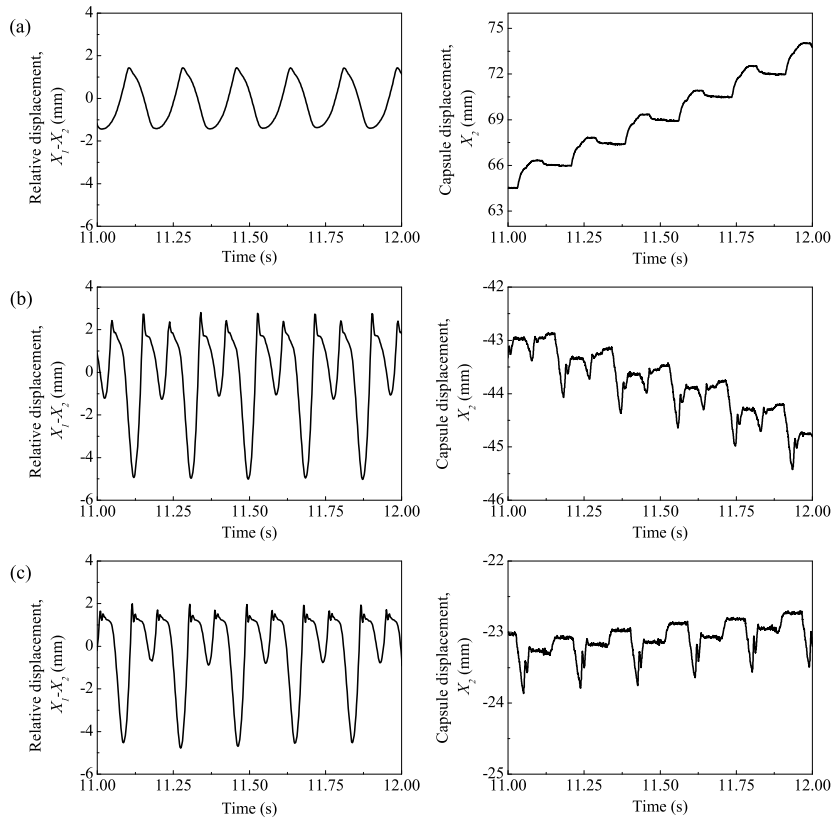 (a)
4
2
0
-2
-4
-6
Relative displacement,
X1-X2 (mm)
11.00 11.25 11.50 11.75 12.00
Time (s)
75
72
69
66
63
Capsule displacement,
X2 (mm)
11.00 11.25 11.50 11.75 12.00
Time (s)
(b)
4
2
0
-2
-4
-6
Relative displacement,
X1-X2 (mm)
11.00 11.25 11.50 11.75 12.00
Time (s)
-42
-43
-44
-45
-46
Capsule displacement,
X2 (mm)
11.00 11.25 11.50 11.75 12.00
Time (s)
(c)
4
2
0
-2
-4
-6
Relative displacement,
X1-X2 (mm)
11.00 11.25 11.50 11.75 12.00
Time (s)
-22
-23
-24
-25
Capsule displacement,
X2 (mm)
11.00 11.25 11.50 11.75 12.00
Time (s)